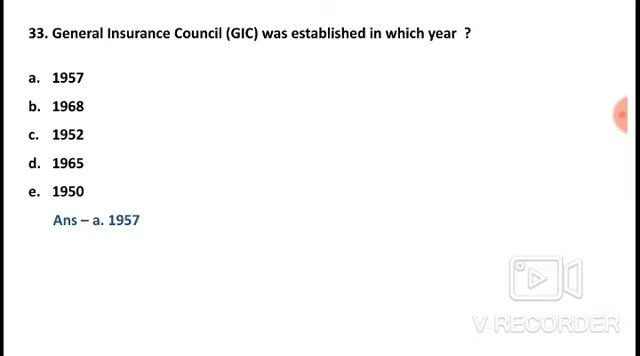 33. General Insurance Council (GIC) was established in which year ?
a. 1957
b. 1968
c. 1952
d. 1965
e. 1950
Ans – a. 1957
V RECORDER